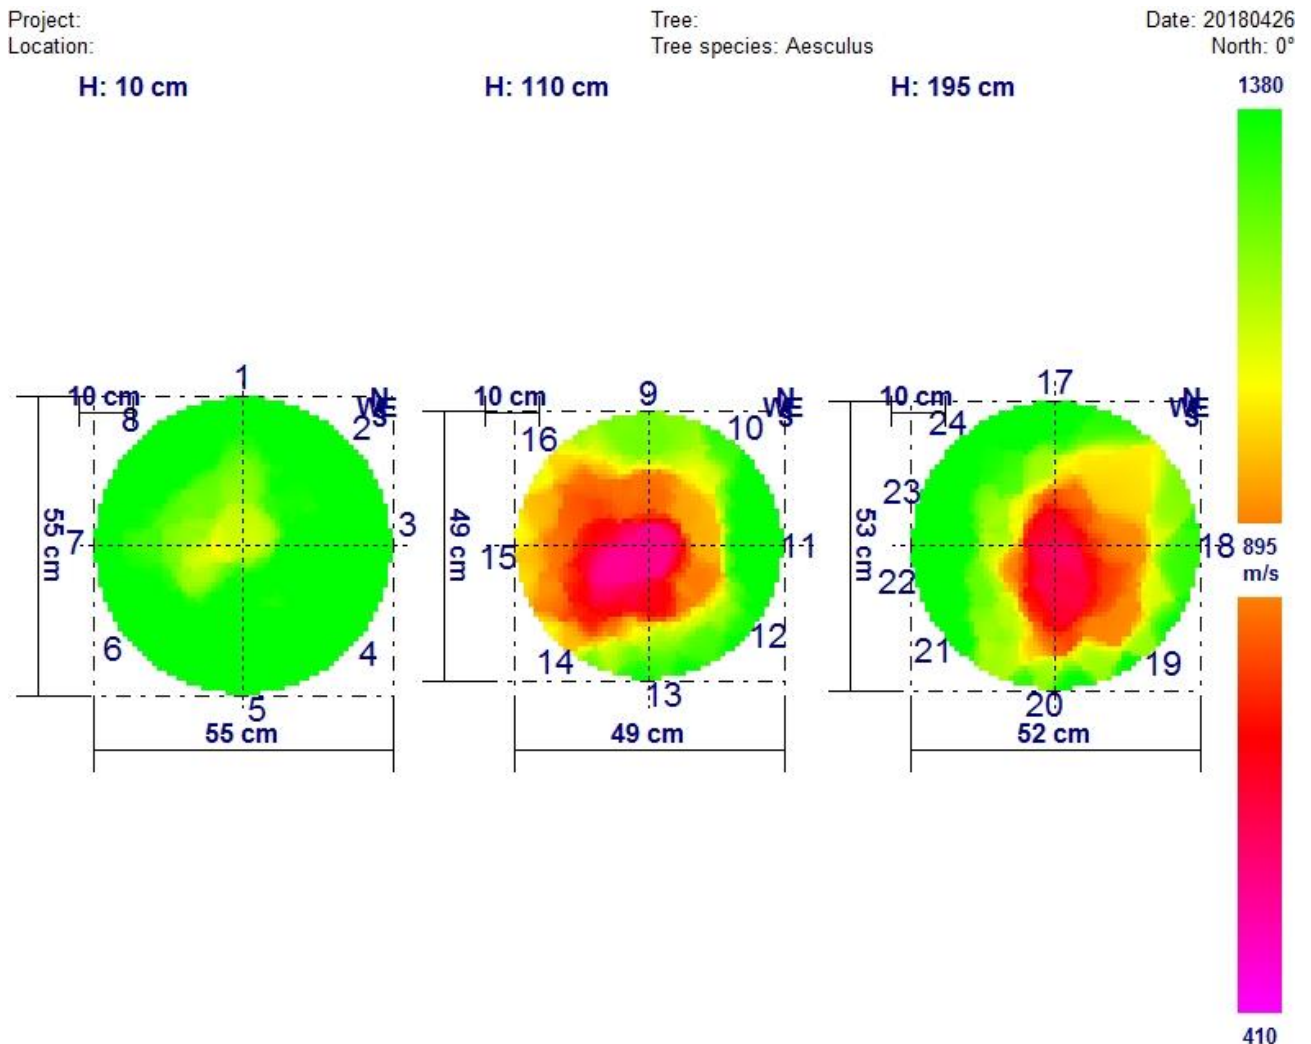 Project: Tree: Date: 20180426
Location: Tree species: Aesculus North: 0°
H: 10 cm H: 110 cm H: 195 cm 1380
1 9 17
10 cm N 10 cm N 10 cm N
8 W E 2 S 16 W E 10 S 24 W E S
23
55 cm 7 3 49 cm 15 11 53 cm 18 895
22 m/s
6 4 14 12 21 19
5 13 20
55 cm 49 cm 52 cm
410